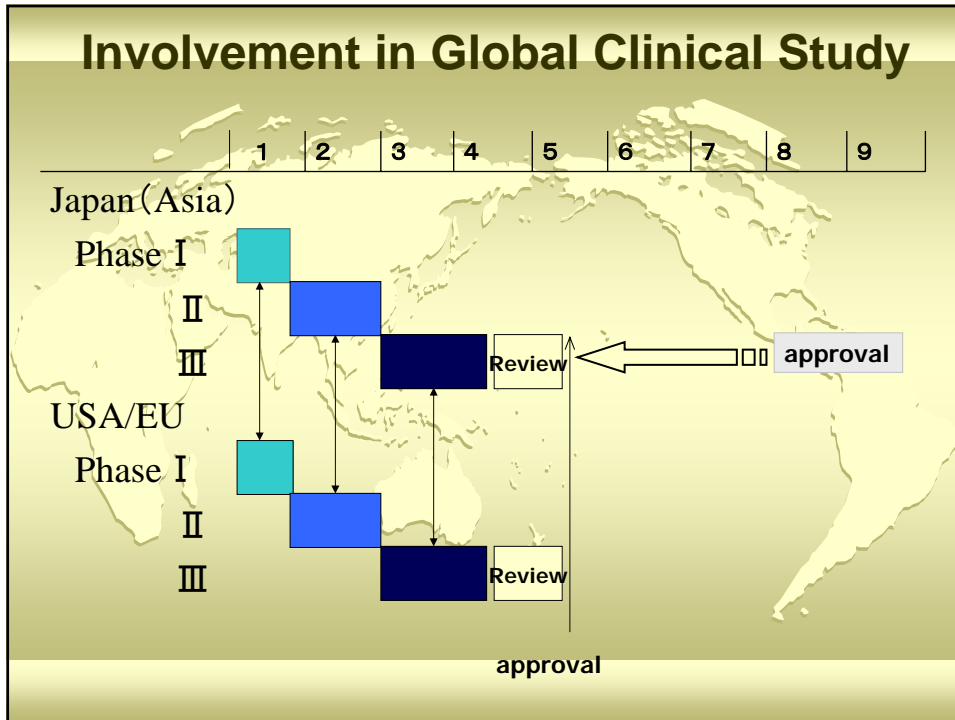 Involvement in Global Clinical Study
1 2 3 4 5 6 7 8 9
Japan(Asia)
Phase Ⅰ
Ⅱ
Ⅲ Review approval
USA/EU
Phase Ⅰ
Ⅱ
Ⅲ Review
approval